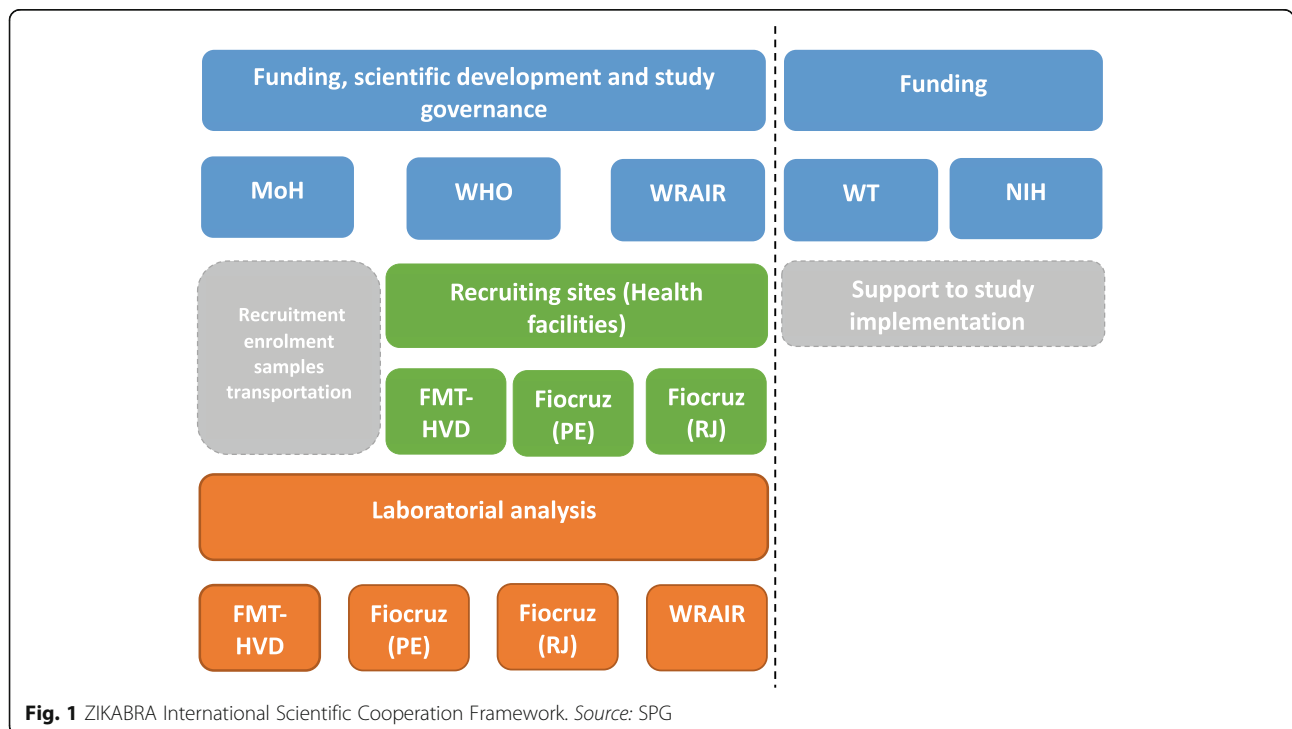 Funding, scientific development and study
governance
Funding
MoH
WHO
WRAIR
WT
NIH
Recruitment
enrolment
samples
transportation
Recruiting sites (Health
facilities)
Support to study
implementation
FMT-
HVD
Fiocruz
(PE)
Fiocruz
(RJ)
Laboratorial analysis
FMT-
HVD
Fiocruz
(PE)
Fiocruz
(RJ)
WRAIR
Fig. 1 ZIKABRA International Scientific Cooperation Framework. Source: SPG